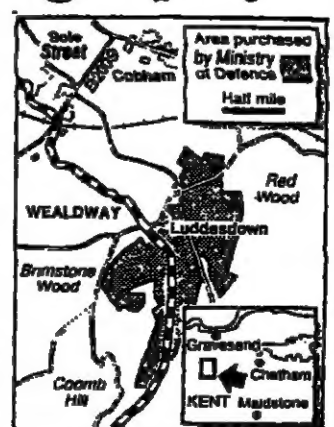 Sole
Street
B2009
Cobham
Area purchased
by Ministry
of Defence
Half mile
Red
Wood
WEALDWAY
Luddesdown
Brimstone
Wood
Coomb
Hill
Gravesend
Chatham
KENT Maidstone